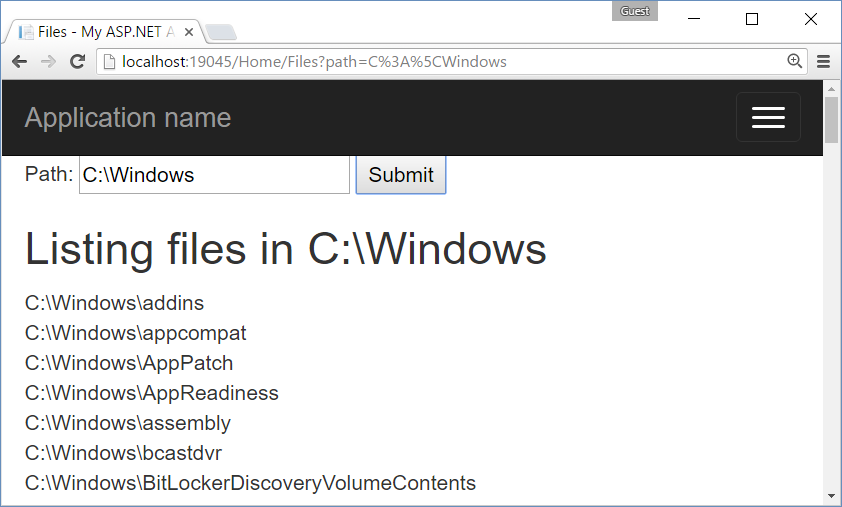 Guest
Files - My ASP.NET A
localhost:19045/Home/Files?path=C%3A%5CWindows
Application name
Path: C:\Windows Submit
Listing files in C:\Windows
C:\Windows\addins
C:\Windows\appcompat
C:\Windows\AppPatch
C:\Windows\AppReadiness
C:\Windows\assembly
C:\Windows\bcastdvr
C:\Windows\BitLockerDiscoveryVolumeContents